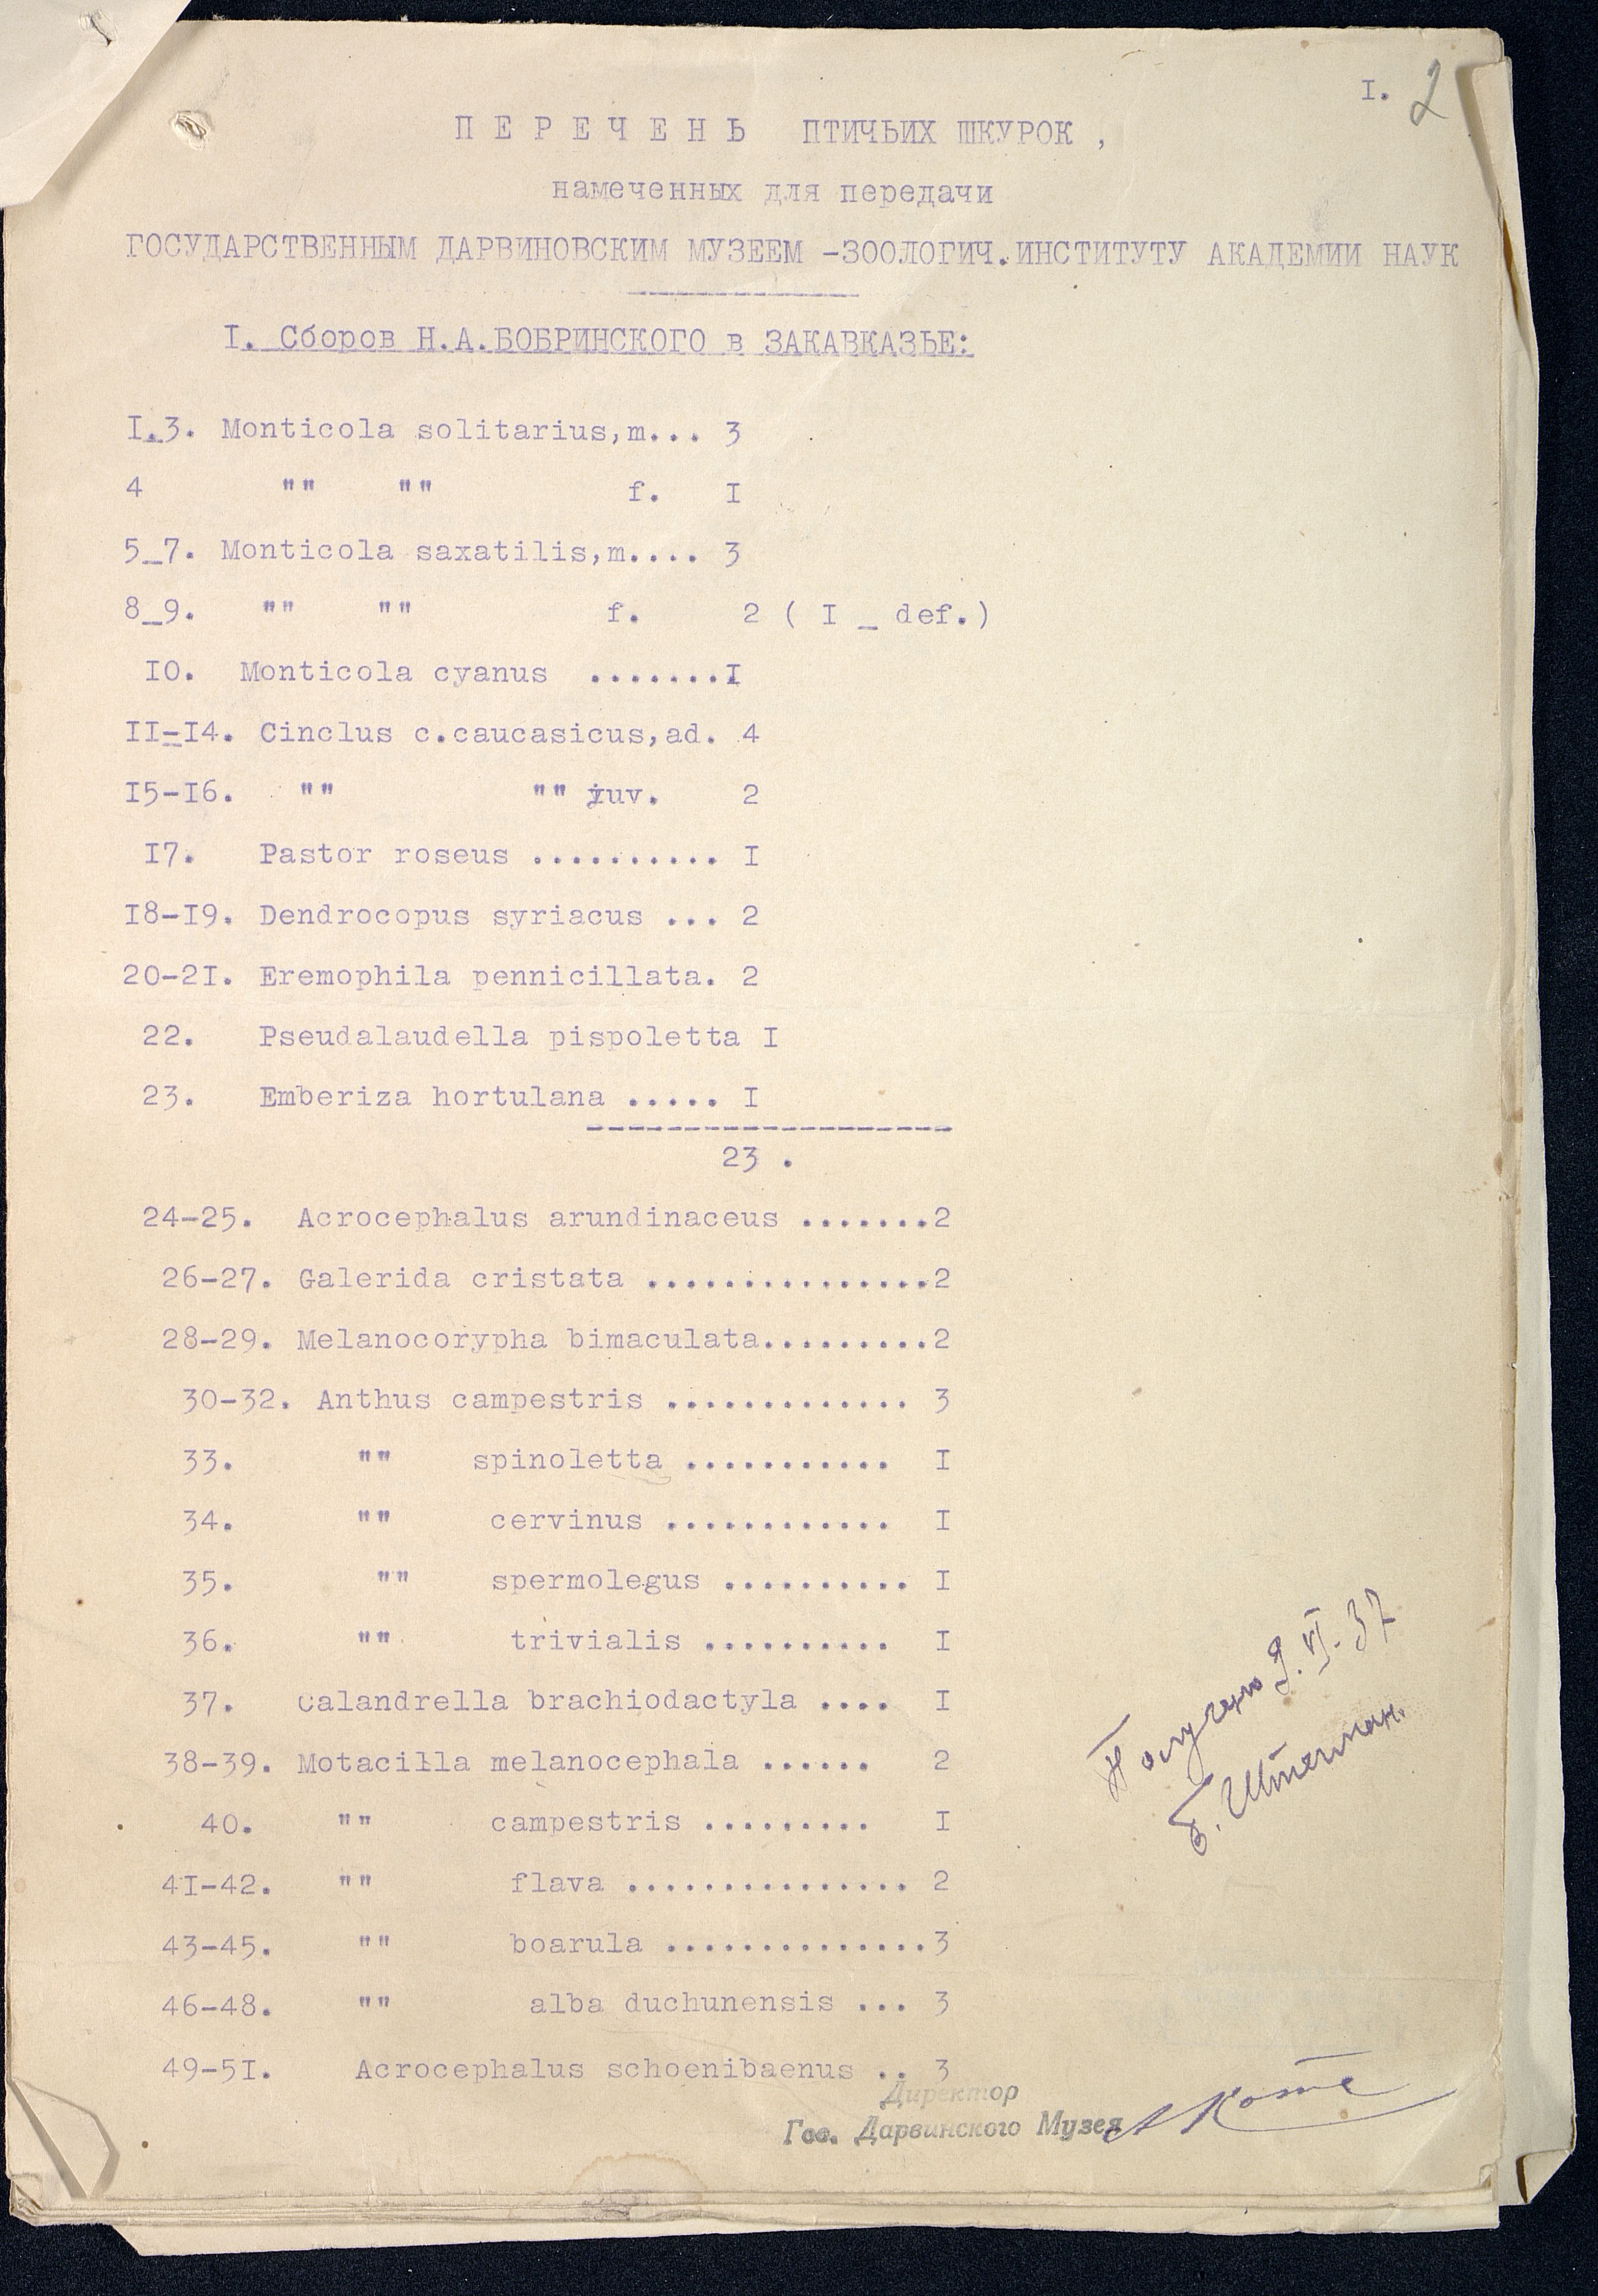 I. 2
П Е Р Е Ч Е Н Ь ПТИЧЬИХ ШКУРОК ,
намеченных для передачи
ГОСУДАРСТВЕННЫМ ДАРВИНОВСКИМ МУЗЕЕМ -ЗООЛОГИЧ.ИНСТИТУТУ АКАДЕМИИ НАУК
I. Сборов Н.А.БОБРИНСКОГО в ЗАКАВКАЗЬЕ:
I.3. Monticola solitarius,m... 3
4 "" "" f. I
5_7. Monticola saxatilis,m.... 3
8_9. "" "" f. 2 ( I _ def.)
IO. Monticola cyanus .......I
II-I4. Cinclus c.caucasicus,ad. 4
I5-I6. "" "" juv. 2
I7. Pastor roseus .......... I
I8-I9. Dendrocopus syriacus ... 2
20-2I. Eremophila pennicillata. 2
22. Pseudalaudella pispoletta I
23. Emberiza hortulana ..... I
23 .
24-25. Acrocephalus arundinaceus .......2
26-27. Galerida cristata ...............2
28-29. Melanocorypha bimaculata.........2
30-32. Anthus campestris ............. 3
33. "" spinoletta ........... I
34. "" cervinus ............ I
35. "" spermolegus .......... I
36. "" trivialis .......... I
37. Calandrella brachiodactyla .... I
38-39. Motacilla melanocephala ...... 2
40. "" campestris ......... I
4I-42. "" flava ............... 2
43-45. "" boarula ..............3
46-48. "" alba duchunensis ... 3
49-5I. Acrocephalus schoenibaenus .. 3
Получено 9.VI.37
Б. Штегман.
Директор
Гос. Дарвинского Музея АКотс